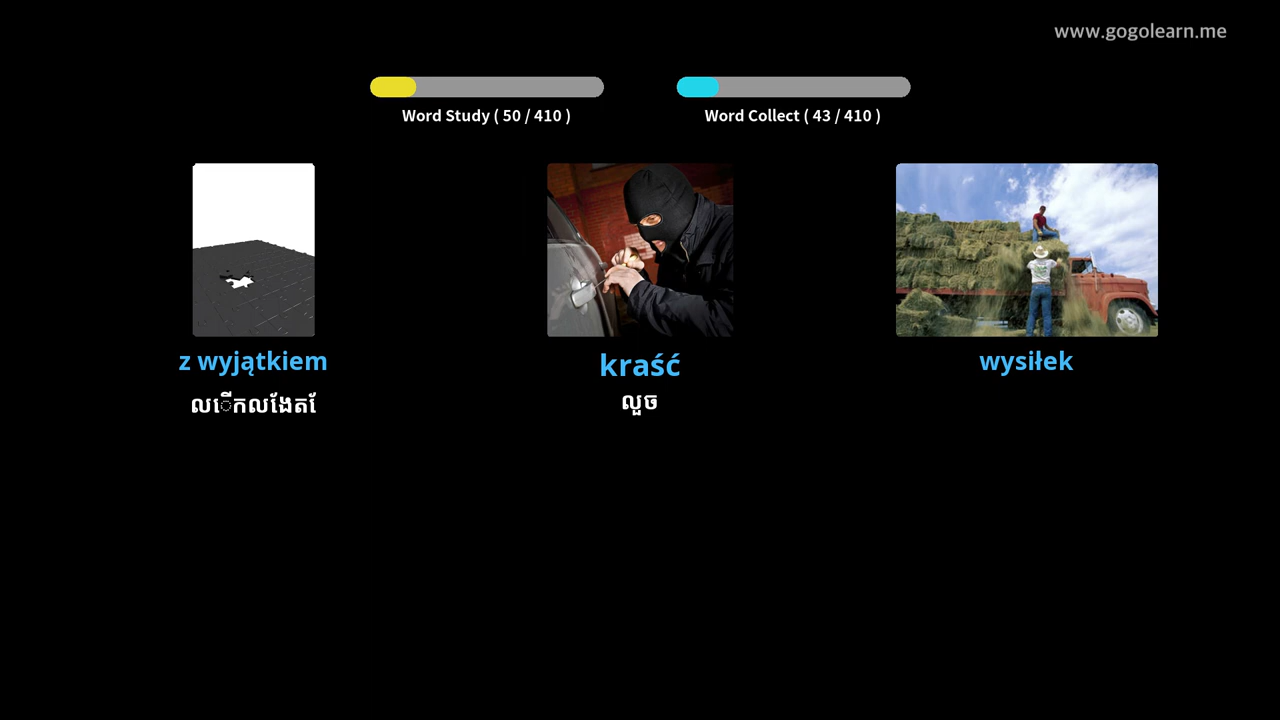 www.gogolearn.me
Word Study ( 50 / 410 )
Word Collect ( 43 / 410 )
z wyjątkiem
kraść
wysiłek
លើកលែងតែ
លួច